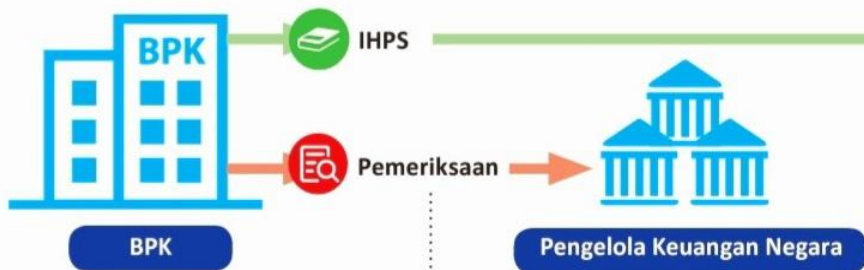 BPK
IHPS
Pemeriksaan
BPK
Pengelola Keuangan Negara